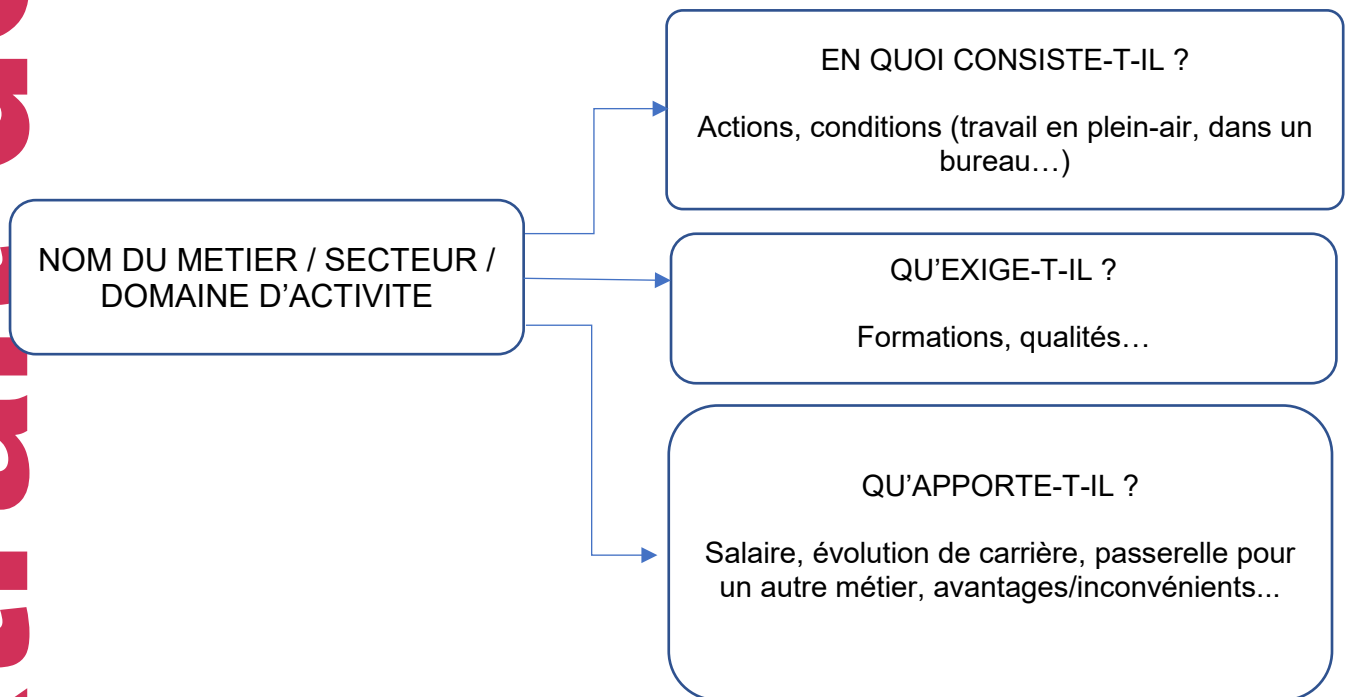 EN QUOI CONSISTE-T-IL ?
Actions, conditions (travail en plein-air, dans un
bureau…)
NOM DU METIER / SECTEUR /
DOMAINE D'ACTIVITE
QU'EXIGE-T-IL ?
Formations, qualités…
QU'APPORTE-T-IL ?
Salaire, évolution de carrière, passerelle pour
un autre métier, avantages/inconvénients...